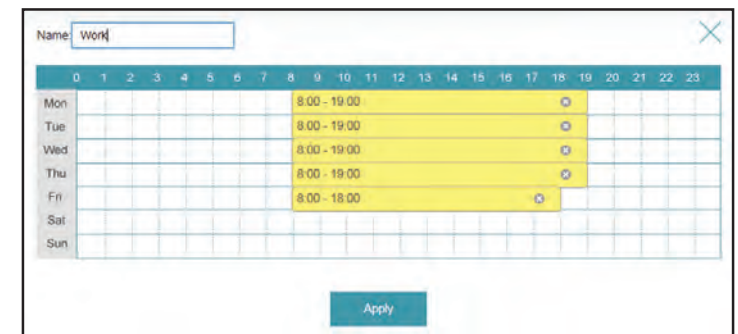 Name: Work
0 1 2 3 4 5 6 7 8 9 10 11 12 13 14 15 16 17 18 19 20 21 22 23
Mon 8:00 - 19:00
Tue 8:00 - 19:00
Wed 8:00 - 19:00
Thu 8:00 - 19:00
Fri 8:00 - 18:00
Sat
Sun
Apply